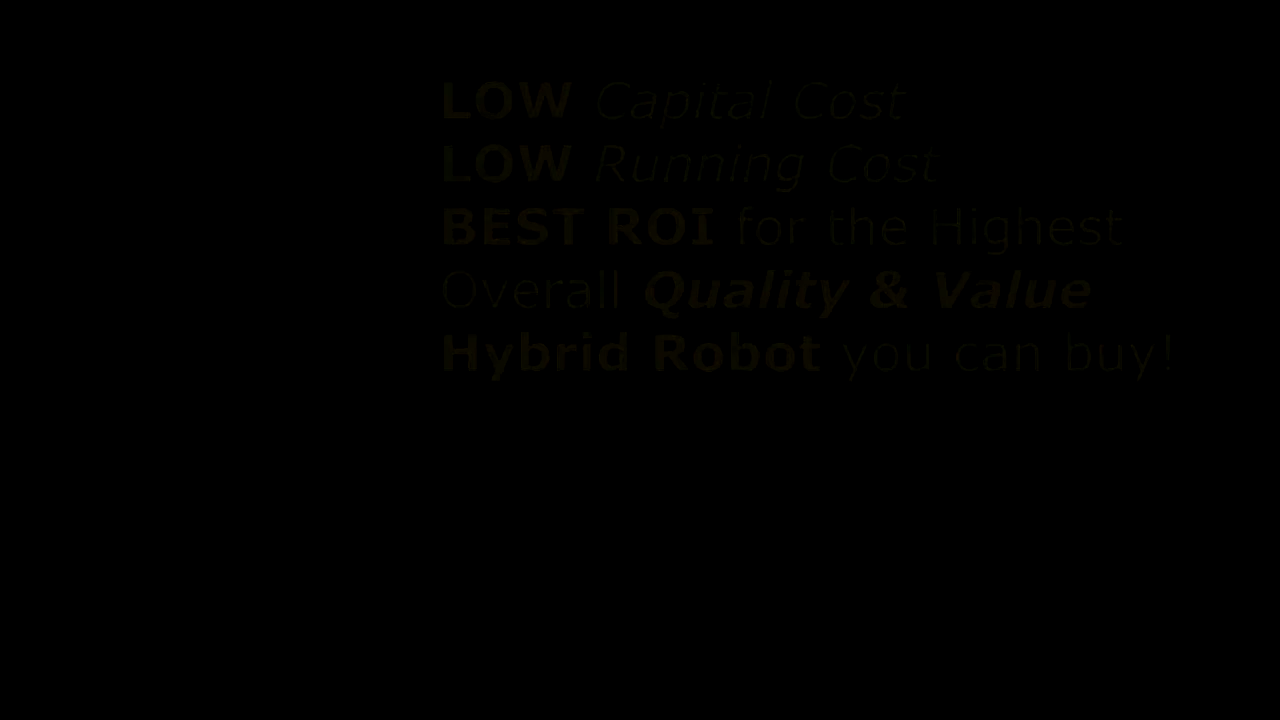 LOW Capital Cost
LOW Running Cost
BEST ROI for the Highest
Overall Quality & Value
Hybrid Robot you can buy!